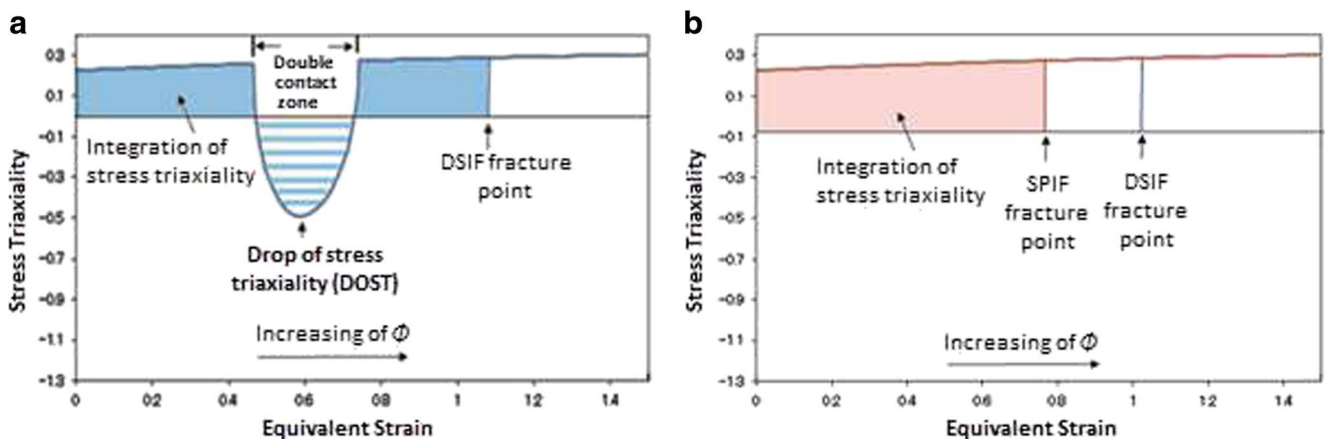 a
Stress Triaxiality
03
01
-01
-03
-05
-07
-09
-11
-13
Double
contact
zone
Integration of
stress triaxiality
DSIF fracture
point
Drop of stress
triaxiality (DOST)
Increasing of Φ
0 02 04 06 08 1 12 14
Equivalent Strain
b
Stress Triaxiality
03
01
-01
-03
-05
-07
-09
-11
-13
Integration of
stress triaxiality
SPIF
fracture
point
DSIF
fracture
point
Increasing of Φ
0 02 04 06 08 1 12 14
Equivalent Strain